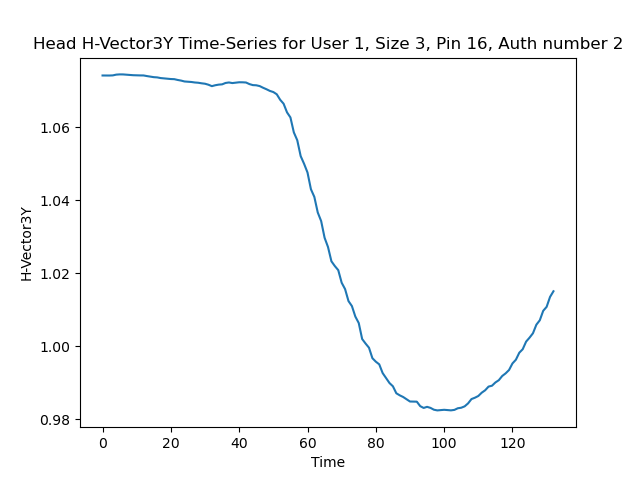 Head H-Vector3Y Time-Series for User 1, Size 3, Pin 16, Auth number 2
1.06
1.04
1.02
1.00
0.98
H-Vector3Y
0 20 40 60 80 100 120
Time